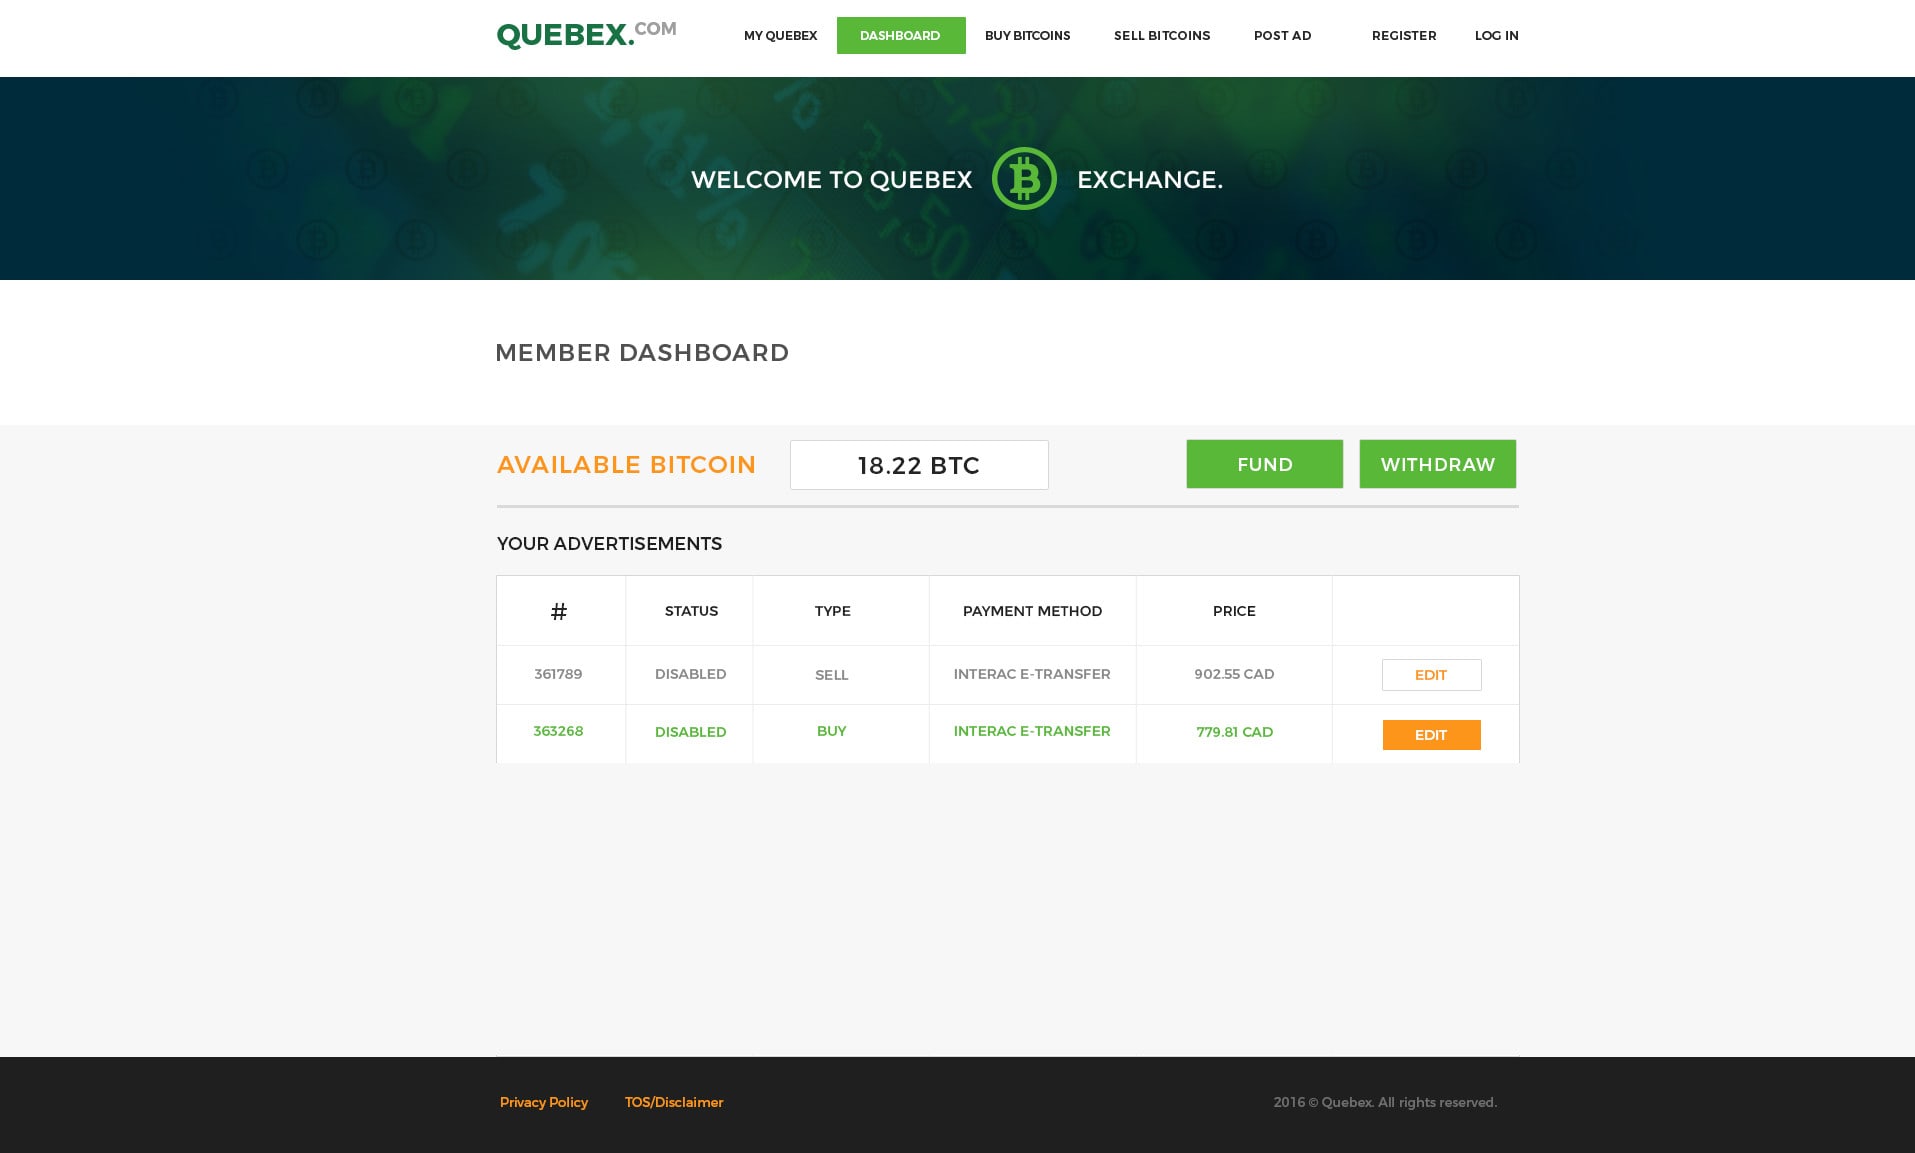 QUEBEX.COM MY QUEBEX DASHBOARD BUY BITCOINS SELL BITCOINS POST AD REGISTER LOG IN
WELCOME TO QUEBEX EXCHANGE.
MEMBER DASHBOARD
AVAILABLE BITCOIN 18.22 BTC FUND WITHDRAW
YOUR ADVERTISEMENTS
# STATUS TYPE PAYMENT METHOD PRICE
361789 DISABLED SELL INTERAC E-TRANSFER 902.55 CAD EDIT
363268 DISABLED BUY INTERAC E-TRANSFER 779.81 CAD EDIT
Privacy Policy TOS/Disclaimer 2016 © Quebex. All rights reserved.